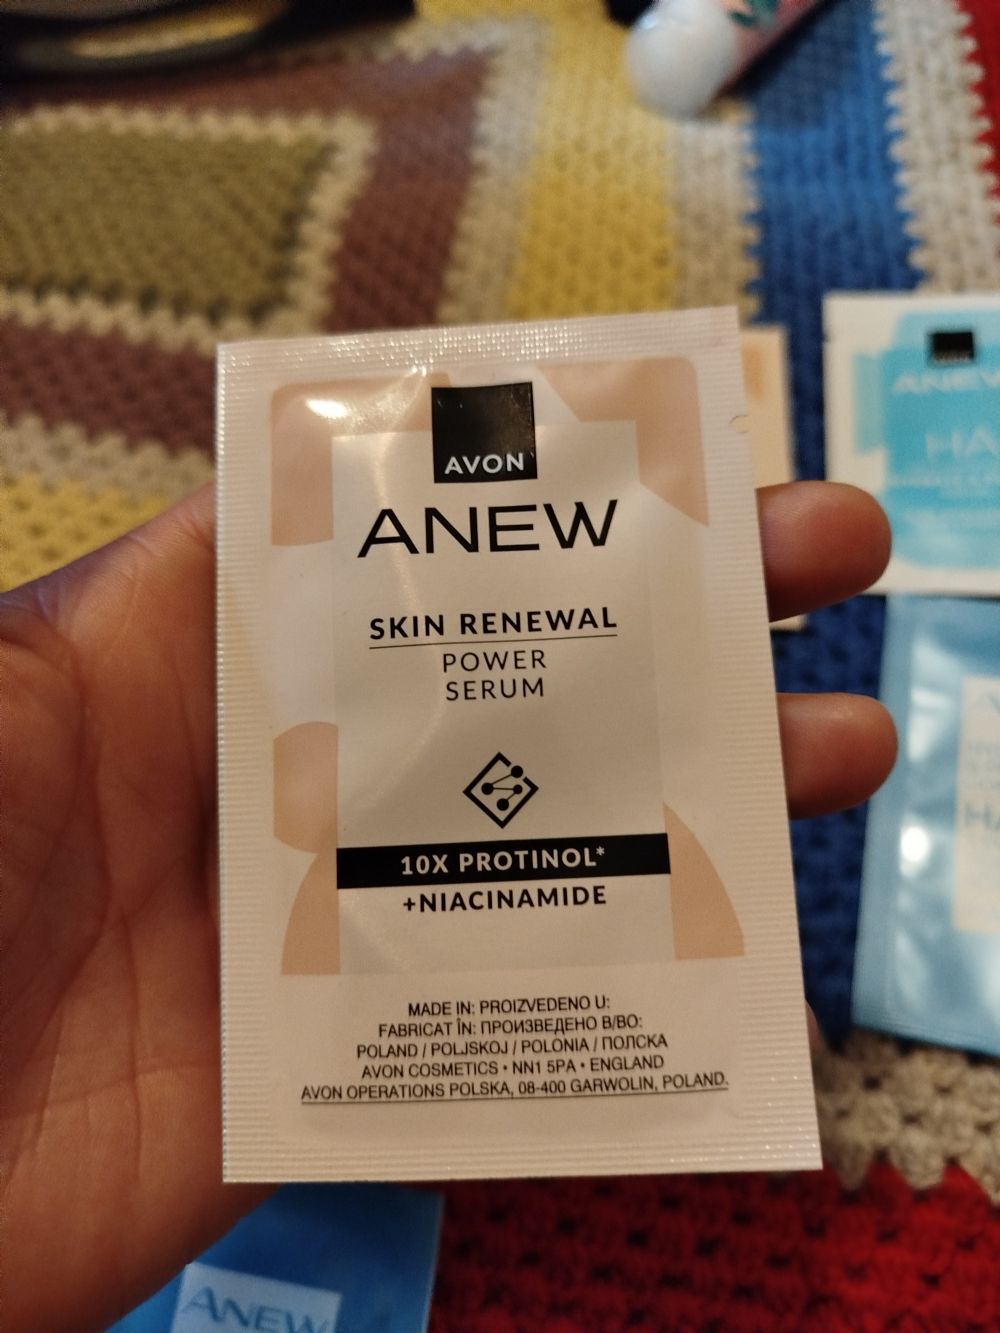 AVON
ANEW
SKIN RENEWAL
POWER
SERUM
10X PROTINOL*
+NIACINAMIDE
MADE IN: PROIZVEDENO U:
FABRICAT ÎN: ПРОИЗВЕДЕНО В/ВО:
POLAND / POLJSKOJ / POLONIA / ПОЛСКА
AVON COSMETICS • NN1 5PA • ENGLAND
AVON OPERATIONS POLSKA, 08-400 GARWOLIN, POLAND.
ANEW
HA
ANEW